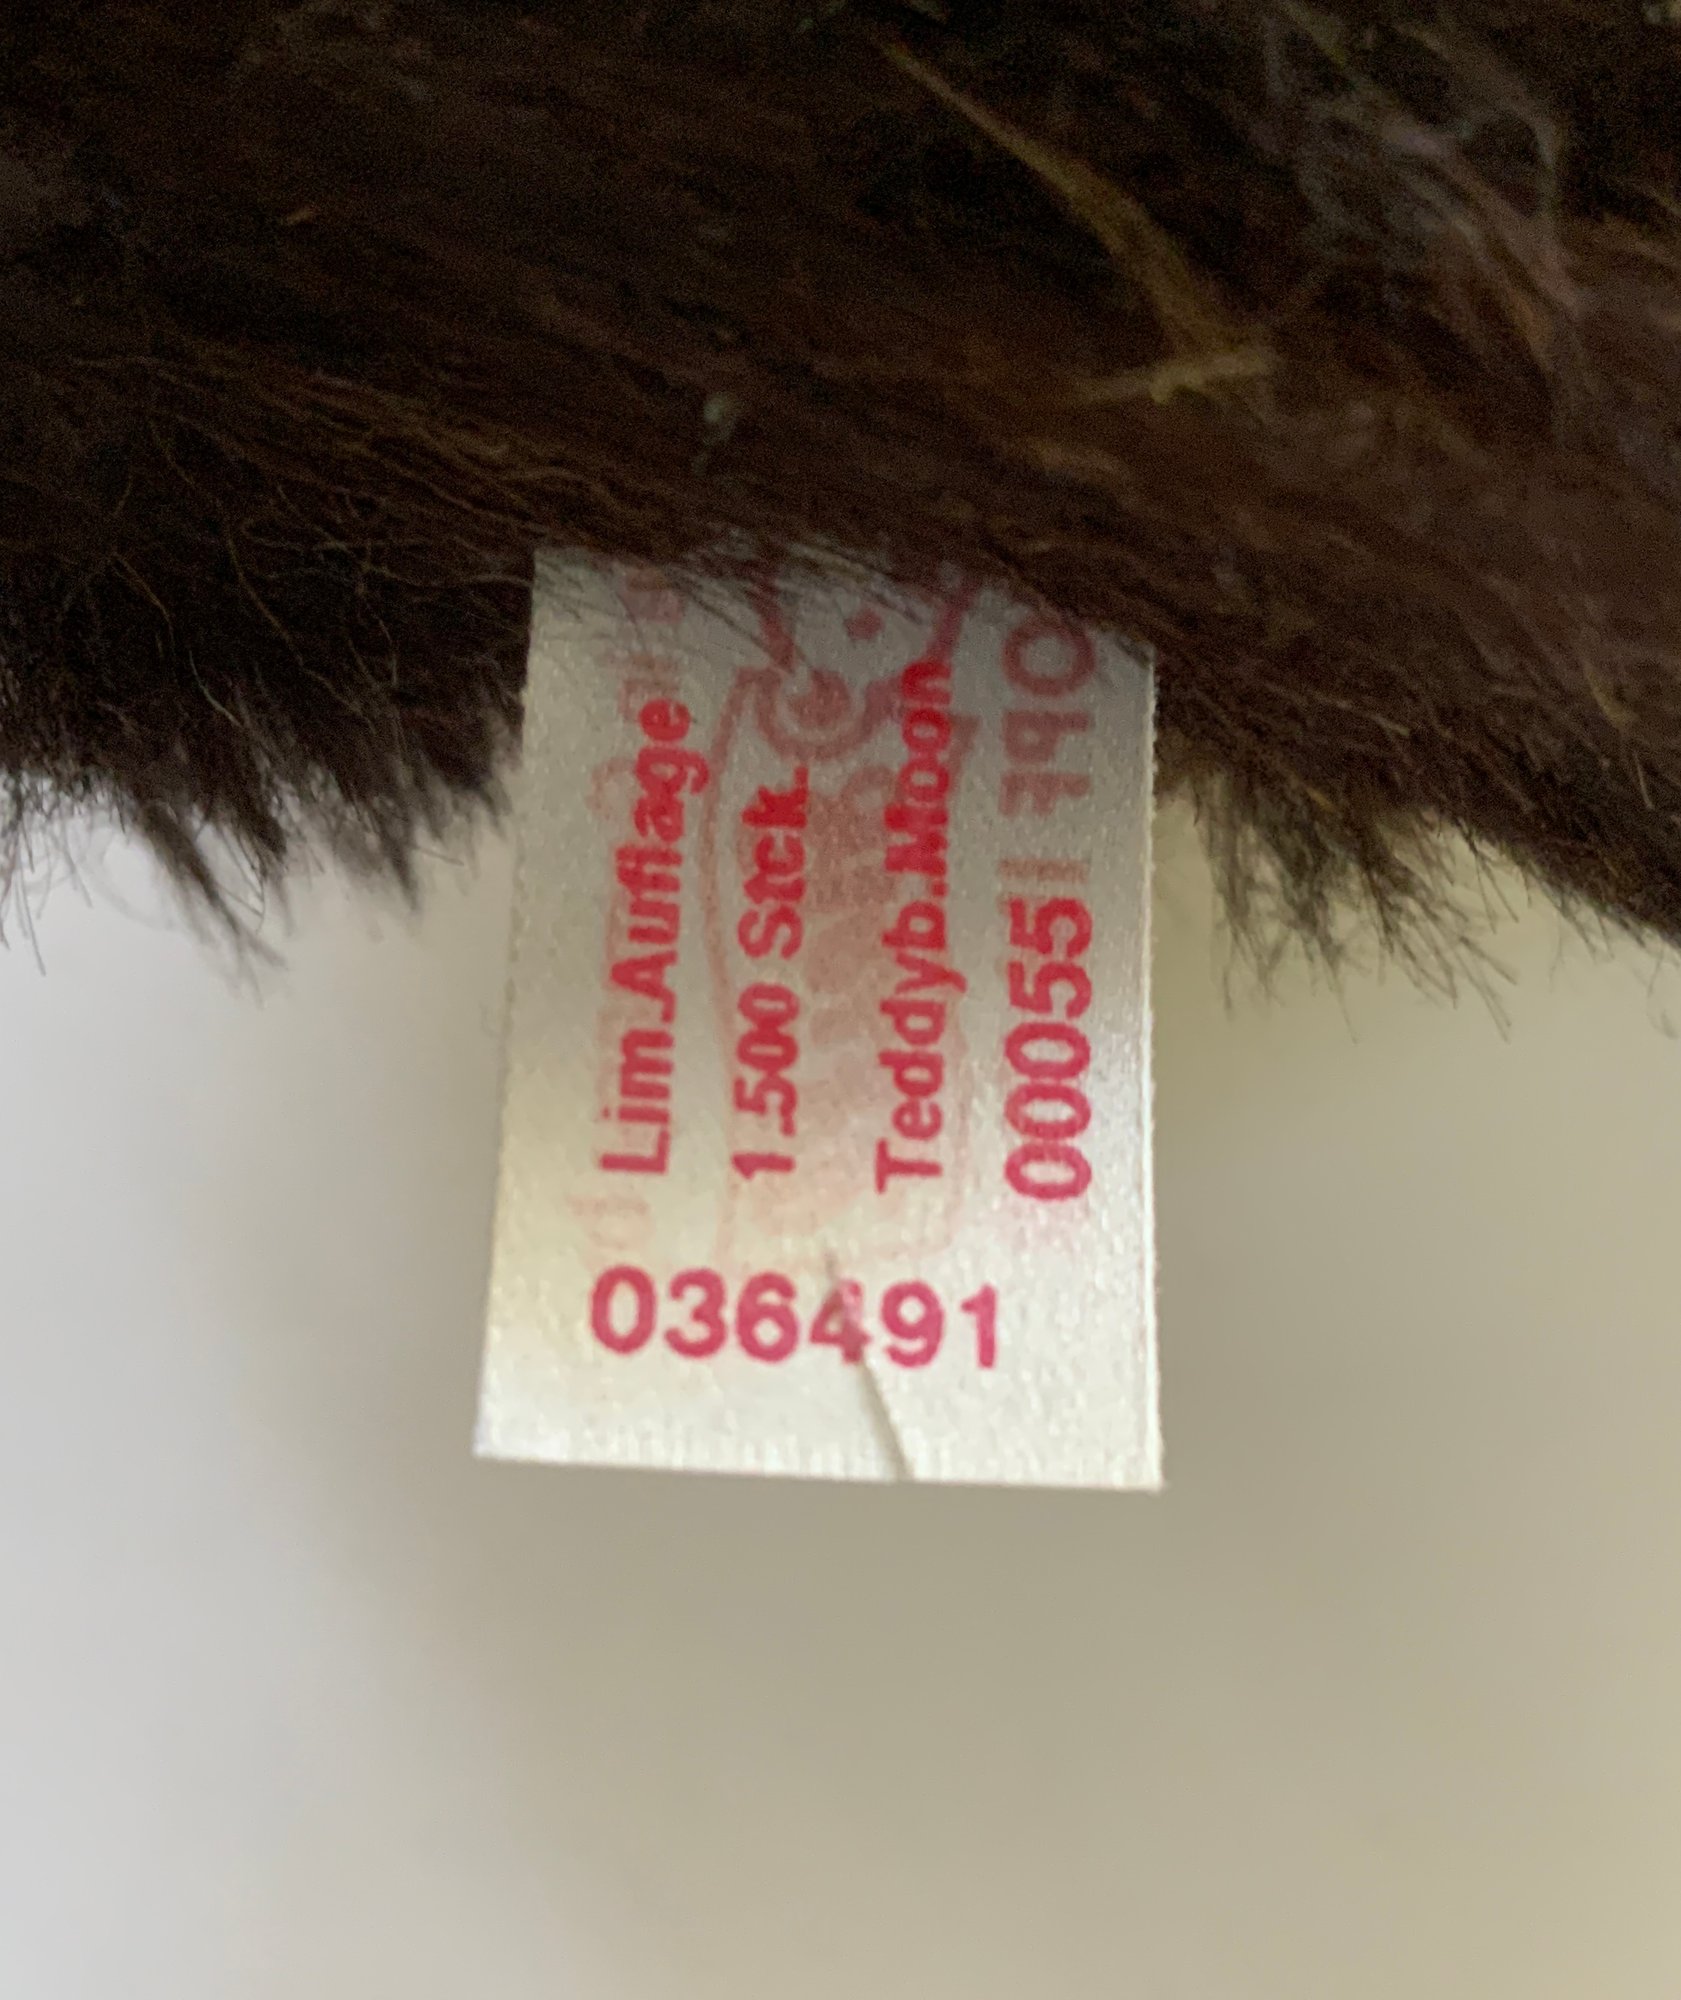 Lim.Auflage
1.500 Stck.
Teddyb.Moon
00055
036491